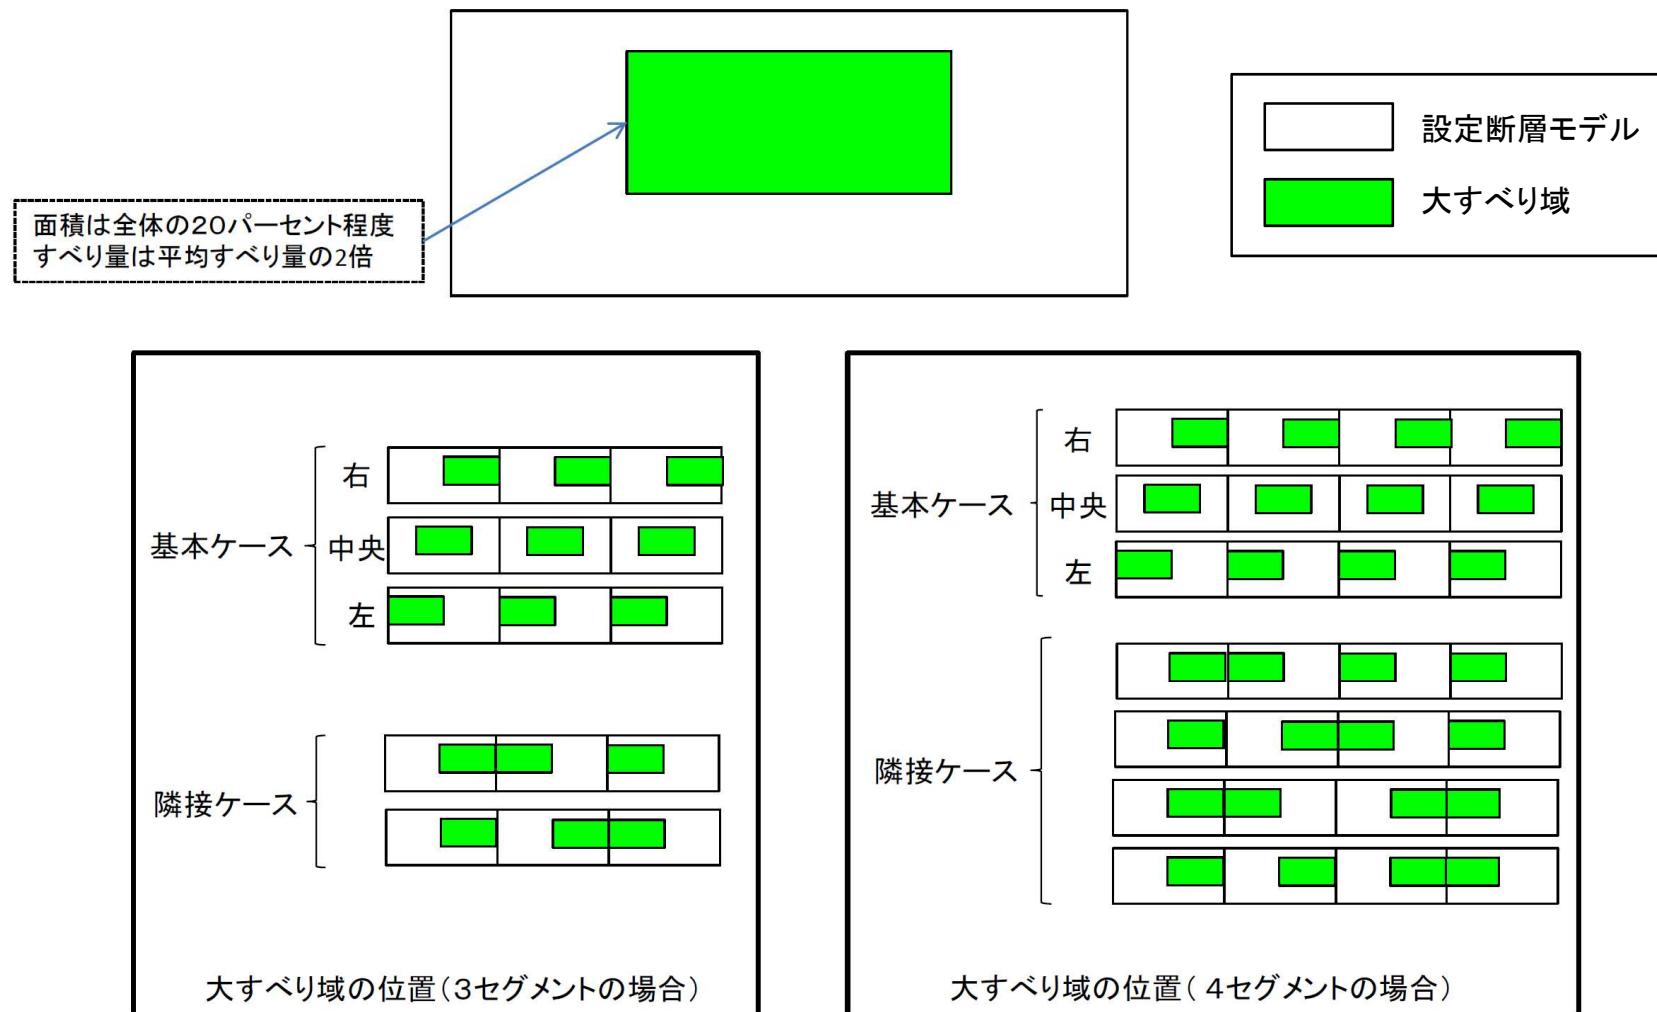 設定断層モデル
大すべり域
面積は全体の20パーセント程度
すべり量は平均すべり量の2倍
基本ケース
右
中央
左
隣接ケース
大すべり域の位置(3セグメントの場合)
基本ケース
右
中央
左
隣接ケース
大すべり域の位置( 4セグメントの場合)